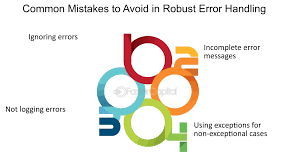 Common Mistakes to Avoid in Robust Error Handling
Ignoring errors
Incomplete error
messages
Not logging errors
Using exceptions for
non-exceptional cases